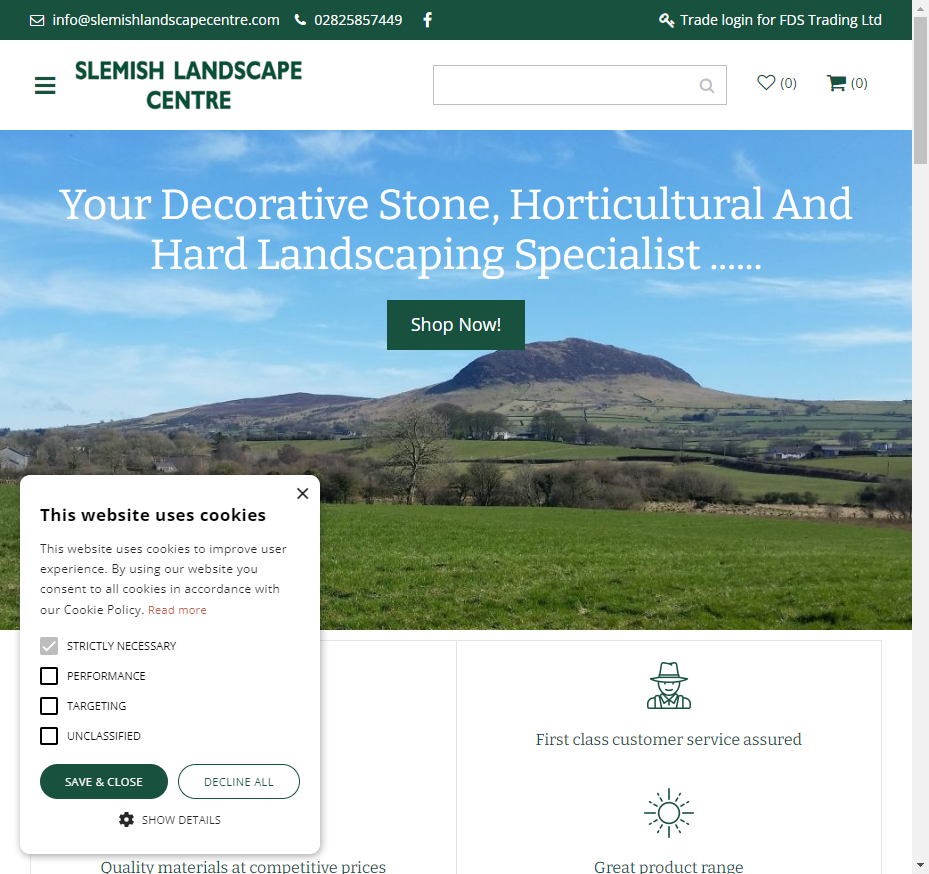 info@slemishlandscapecentre.com 02825857449 Trade login for FDS Trading Ltd
SLEMISH LANDSCAPE
CENTRE
(0) (0)
Your Decorative Stone, Horticultural And
Hard Landscaping Specialist ......
Shop Now!
This website uses cookies
This website uses cookies to improve user
experience. By using our website you
consent to all cookies in accordance with
our Cookie Policy. Read more
STRICTLY NECESSARY
PERFORMANCE
TARGETING
UNCLASSIFIED
SAVE & CLOSE DECLINE ALL
SHOW DETAILS
First class customer service assured
Quality materials at competitive prices
Great product range